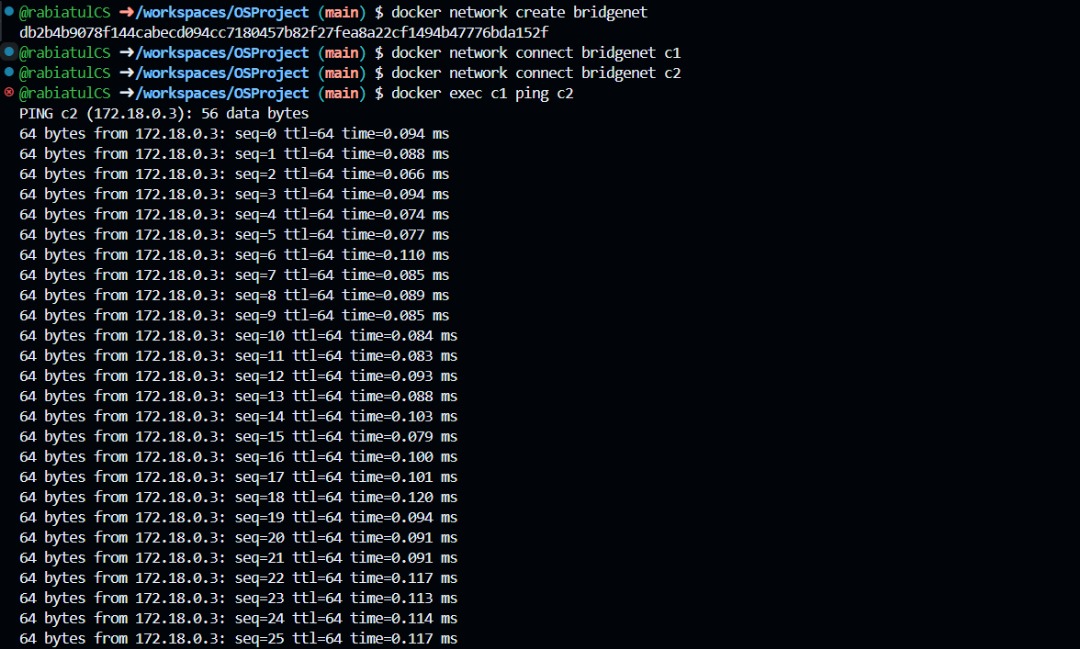 @rabiatulCS ➜/workspaces/OSProject (main) $ docker network create bridgenet
db2b4b9078f144cabecd094cc7180457b82f27fea8a22cf1494b47776bda152f
@rabiatulCS ➜/workspaces/OSProject (main) $ docker network connect bridgenet c1
@rabiatulCS ➜/workspaces/OSProject (main) $ docker network connect bridgenet c2
@rabiatulCS ➜/workspaces/OSProject (main) $ docker exec c1 ping c2
PING c2 (172.18.0.3): 56 data bytes
64 bytes from 172.18.0.3: seq=0 ttl=64 time=0.094 ms
64 bytes from 172.18.0.3: seq=1 ttl=64 time=0.088 ms
64 bytes from 172.18.0.3: seq=2 ttl=64 time=0.066 ms
64 bytes from 172.18.0.3: seq=3 ttl=64 time=0.094 ms
64 bytes from 172.18.0.3: seq=4 ttl=64 time=0.074 ms
64 bytes from 172.18.0.3: seq=5 ttl=64 time=0.077 ms
64 bytes from 172.18.0.3: seq=6 ttl=64 time=0.110 ms
64 bytes from 172.18.0.3: seq=7 ttl=64 time=0.085 ms
64 bytes from 172.18.0.3: seq=8 ttl=64 time=0.089 ms
64 bytes from 172.18.0.3: seq=9 ttl=64 time=0.085 ms
64 bytes from 172.18.0.3: seq=10 ttl=64 time=0.084 ms
64 bytes from 172.18.0.3: seq=11 ttl=64 time=0.083 ms
64 bytes from 172.18.0.3: seq=12 ttl=64 time=0.093 ms
64 bytes from 172.18.0.3: seq=13 ttl=64 time=0.088 ms
64 bytes from 172.18.0.3: seq=14 ttl=64 time=0.103 ms
64 bytes from 172.18.0.3: seq=15 ttl=64 time=0.079 ms
64 bytes from 172.18.0.3: seq=16 ttl=64 time=0.100 ms
64 bytes from 172.18.0.3: seq=17 ttl=64 time=0.101 ms
64 bytes from 172.18.0.3: seq=18 ttl=64 time=0.120 ms
64 bytes from 172.18.0.3: seq=19 ttl=64 time=0.094 ms
64 bytes from 172.18.0.3: seq=20 ttl=64 time=0.091 ms
64 bytes from 172.18.0.3: seq=21 ttl=64 time=0.091 ms
64 bytes from 172.18.0.3: seq=22 ttl=64 time=0.117 ms
64 bytes from 172.18.0.3: seq=23 ttl=64 time=0.113 ms
64 bytes from 172.18.0.3: seq=24 ttl=64 time=0.114 ms
64 bytes from 172.18.0.3: seq=25 ttl=64 time=0.117 ms